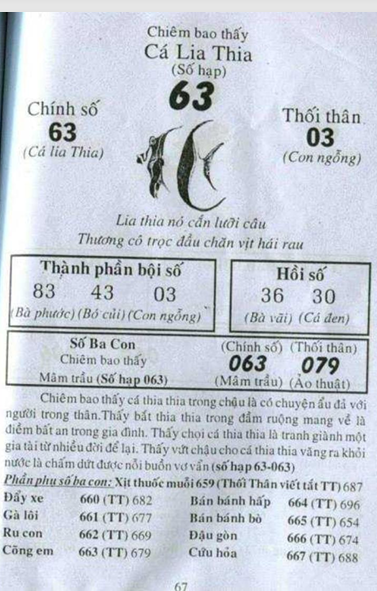 Chiêm bao thấy
Cá Lia Thia
(Số hạp)
63
Chính số
63
(Cá lia Thia)
Thối thân
03
(Con ngỗng)
Lia thia nó cắn lưỡi câu
Thương cô trọc đầu chăn vịt hái rau
Thành phần bội số
83 43 03
(Bà phước) (Bó củi) (Con ngỗng)
Hồi số
36 30
(Bà vãi) (Cá đen)
Số Ba Con
Chiêm bao thấy
Mâm trầu (Số hạp 063)
(Chính số) (Thối thân)
063 079
(Mâm trầu) (Ảo thuật)
Chiêm bao thấy cá thia thia trong chậu là có chuyện ẩu đả với
người trong thân.Thấy bắt thia thia trong đầm ruộng mang về là
điềm bất an trong gia đình. Thấy chọi cá thia thia là tranh giành một
gia tài từ nhiều đời để lại. Thấy vứt chậu cho cá thia thia văng ra khỏi
nước là chấm dứt được nỗi buồn vơ vẩn (số hạp 63-063)
Phần phụ số ba con: Xịt thuốc muỗi 659 (Thối Thân viết tắt TT) 687
Đẩy xe 660 (TT) 682
Gà lôi 661 (TT) 677
Ru con 662 (TT) 669
Cõng em 663 (TT) 679
Bán bánh hấp 664 (TT) 696
Bán bánh bò 665 (TT) 654
Đậu gòn 666 (TT) 674
Cứu hỏa 667 (TT) 688
67